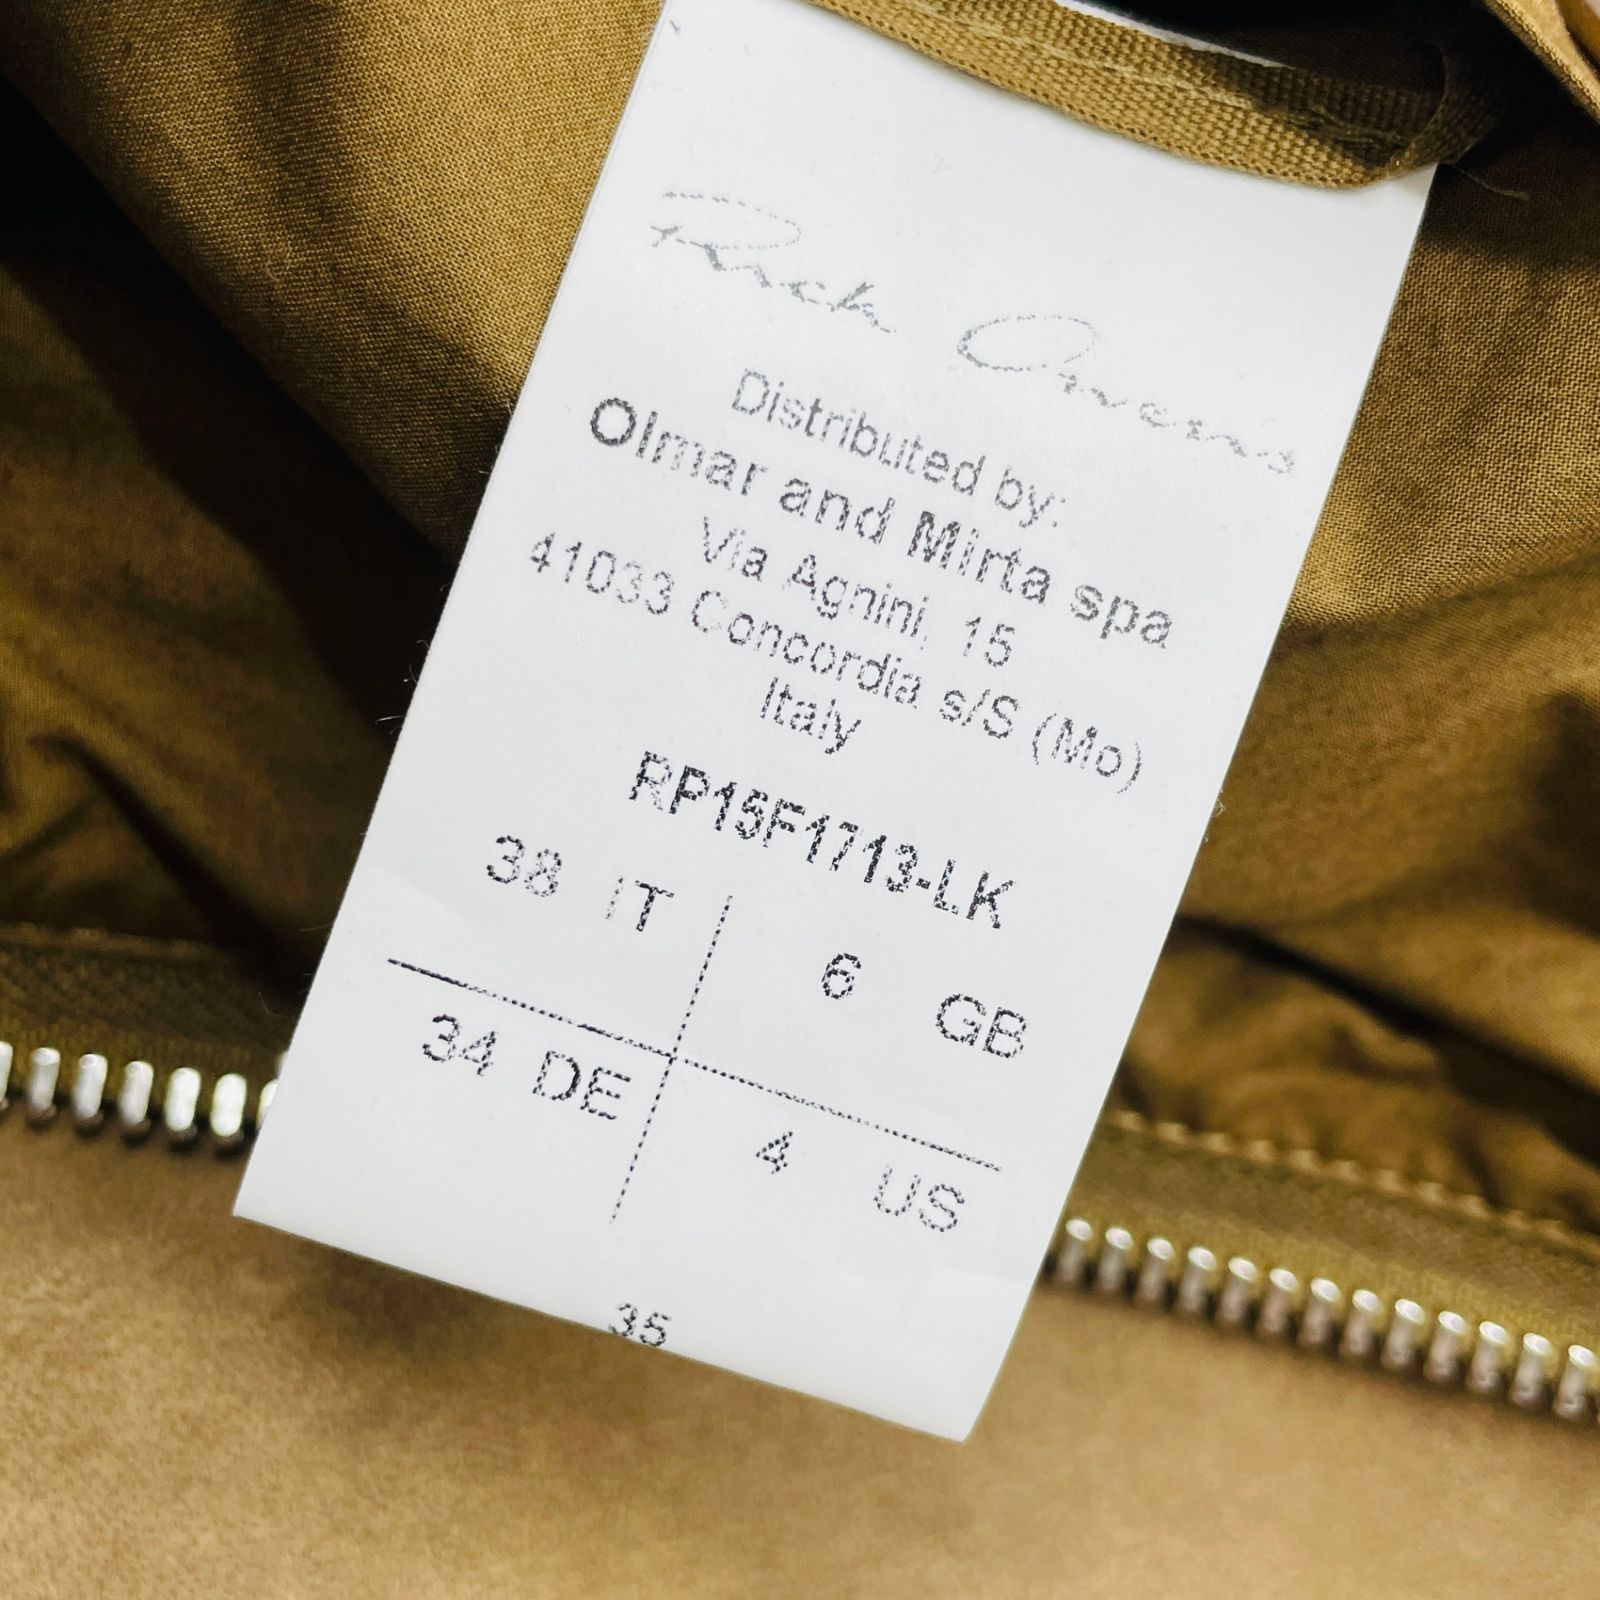 Rick Owens
Distributed by:
Olmar and Mirta spa
Via Agnini, 15
41033 Concordia s/S (Mo)
Italy
RP15F1713-LK
38 IT 6 GB
34 DE 4 US
35